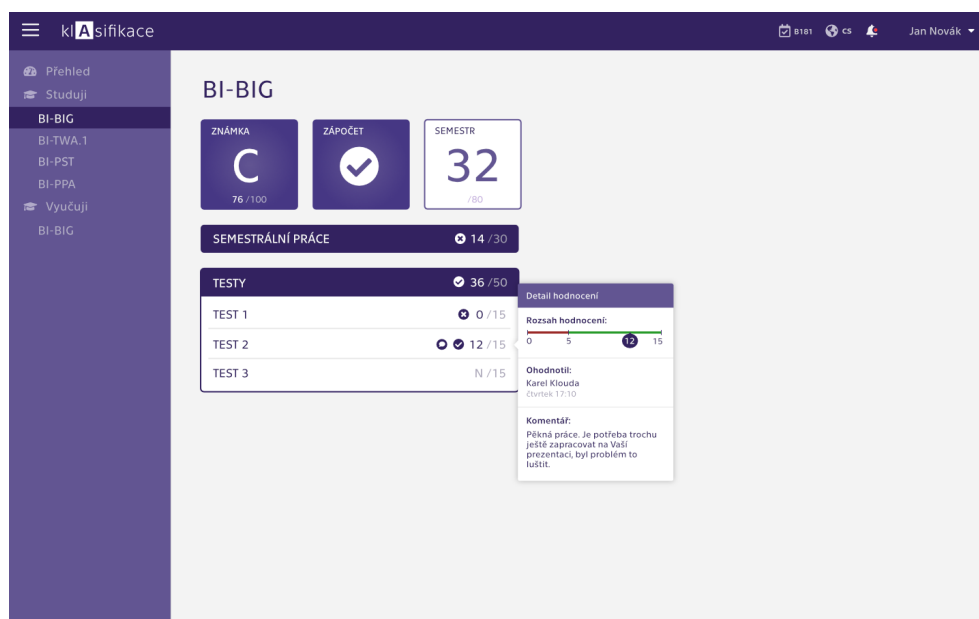 klAsifikace
B181
cs
Jan Novák
Přehled
Studuji
BI-BIG
BI-TWA.1
BI-PST
BI-PPA
Vyučuji
BI-BIG
BI-BIG
ZNÁMKA
C
76 /100
ZÁPOČET
SEMESTR
32
/80
SEMESTRÁLNÍ PRÁCE 14 /30
TESTY 36 /50
TEST 1 0 /15
TEST 2 12 /15
TEST 3 N /15
Detail hodnocení
Rozsah hodnocení:
0 5 12 15
Ohodnotil:
Karel Klouda
čtvrtek 17:10
Komentář:
Pěkná práce. Je potřeba trochu
ještě zapracovat na Vaší
prezentaci, byl problém to
luštit.